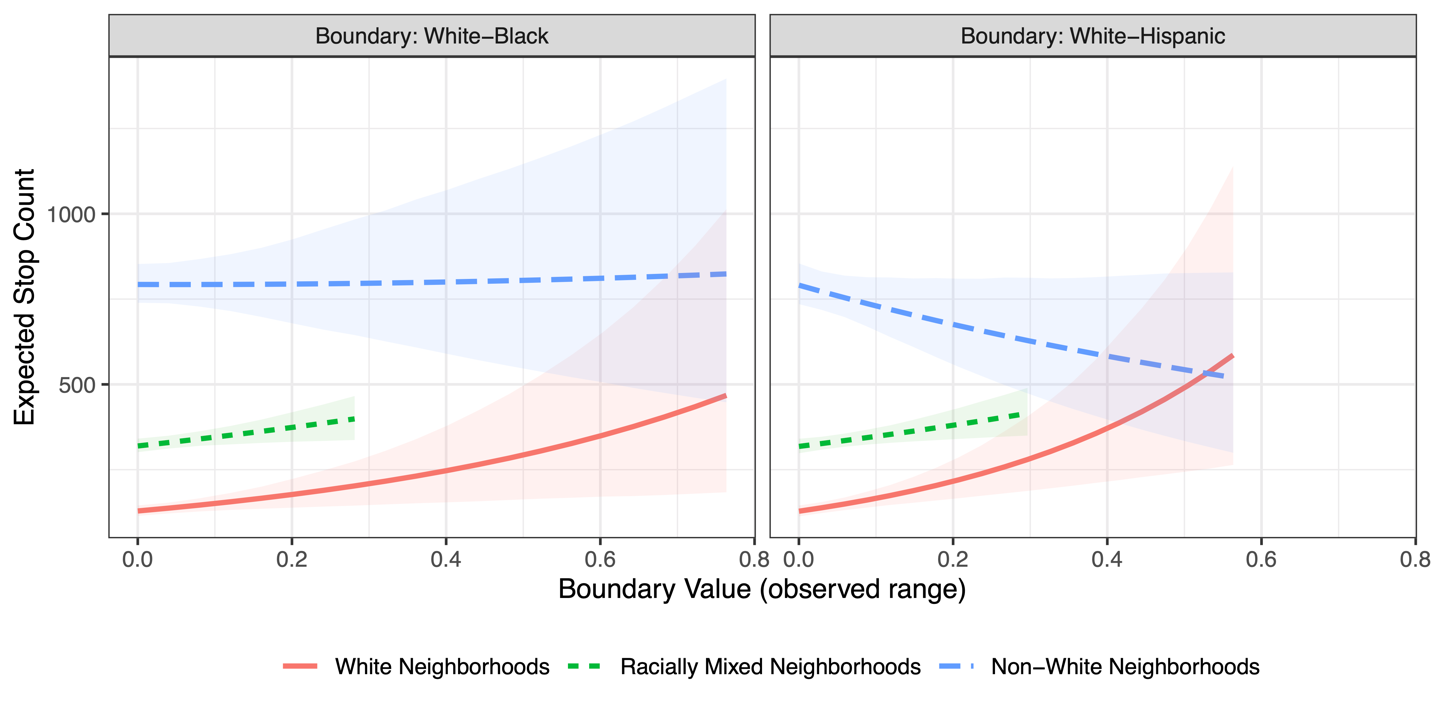 Boundary: White−Black
Boundary: White−Hispanic
Expected Stop Count
1000
500
0.0 0.2 0.4 0.6 0.8
0.0 0.2 0.4 0.6 0.8
Boundary Value (observed range)
White Neighborhoods Racially Mixed Neighborhoods Non−White Neighborhoods